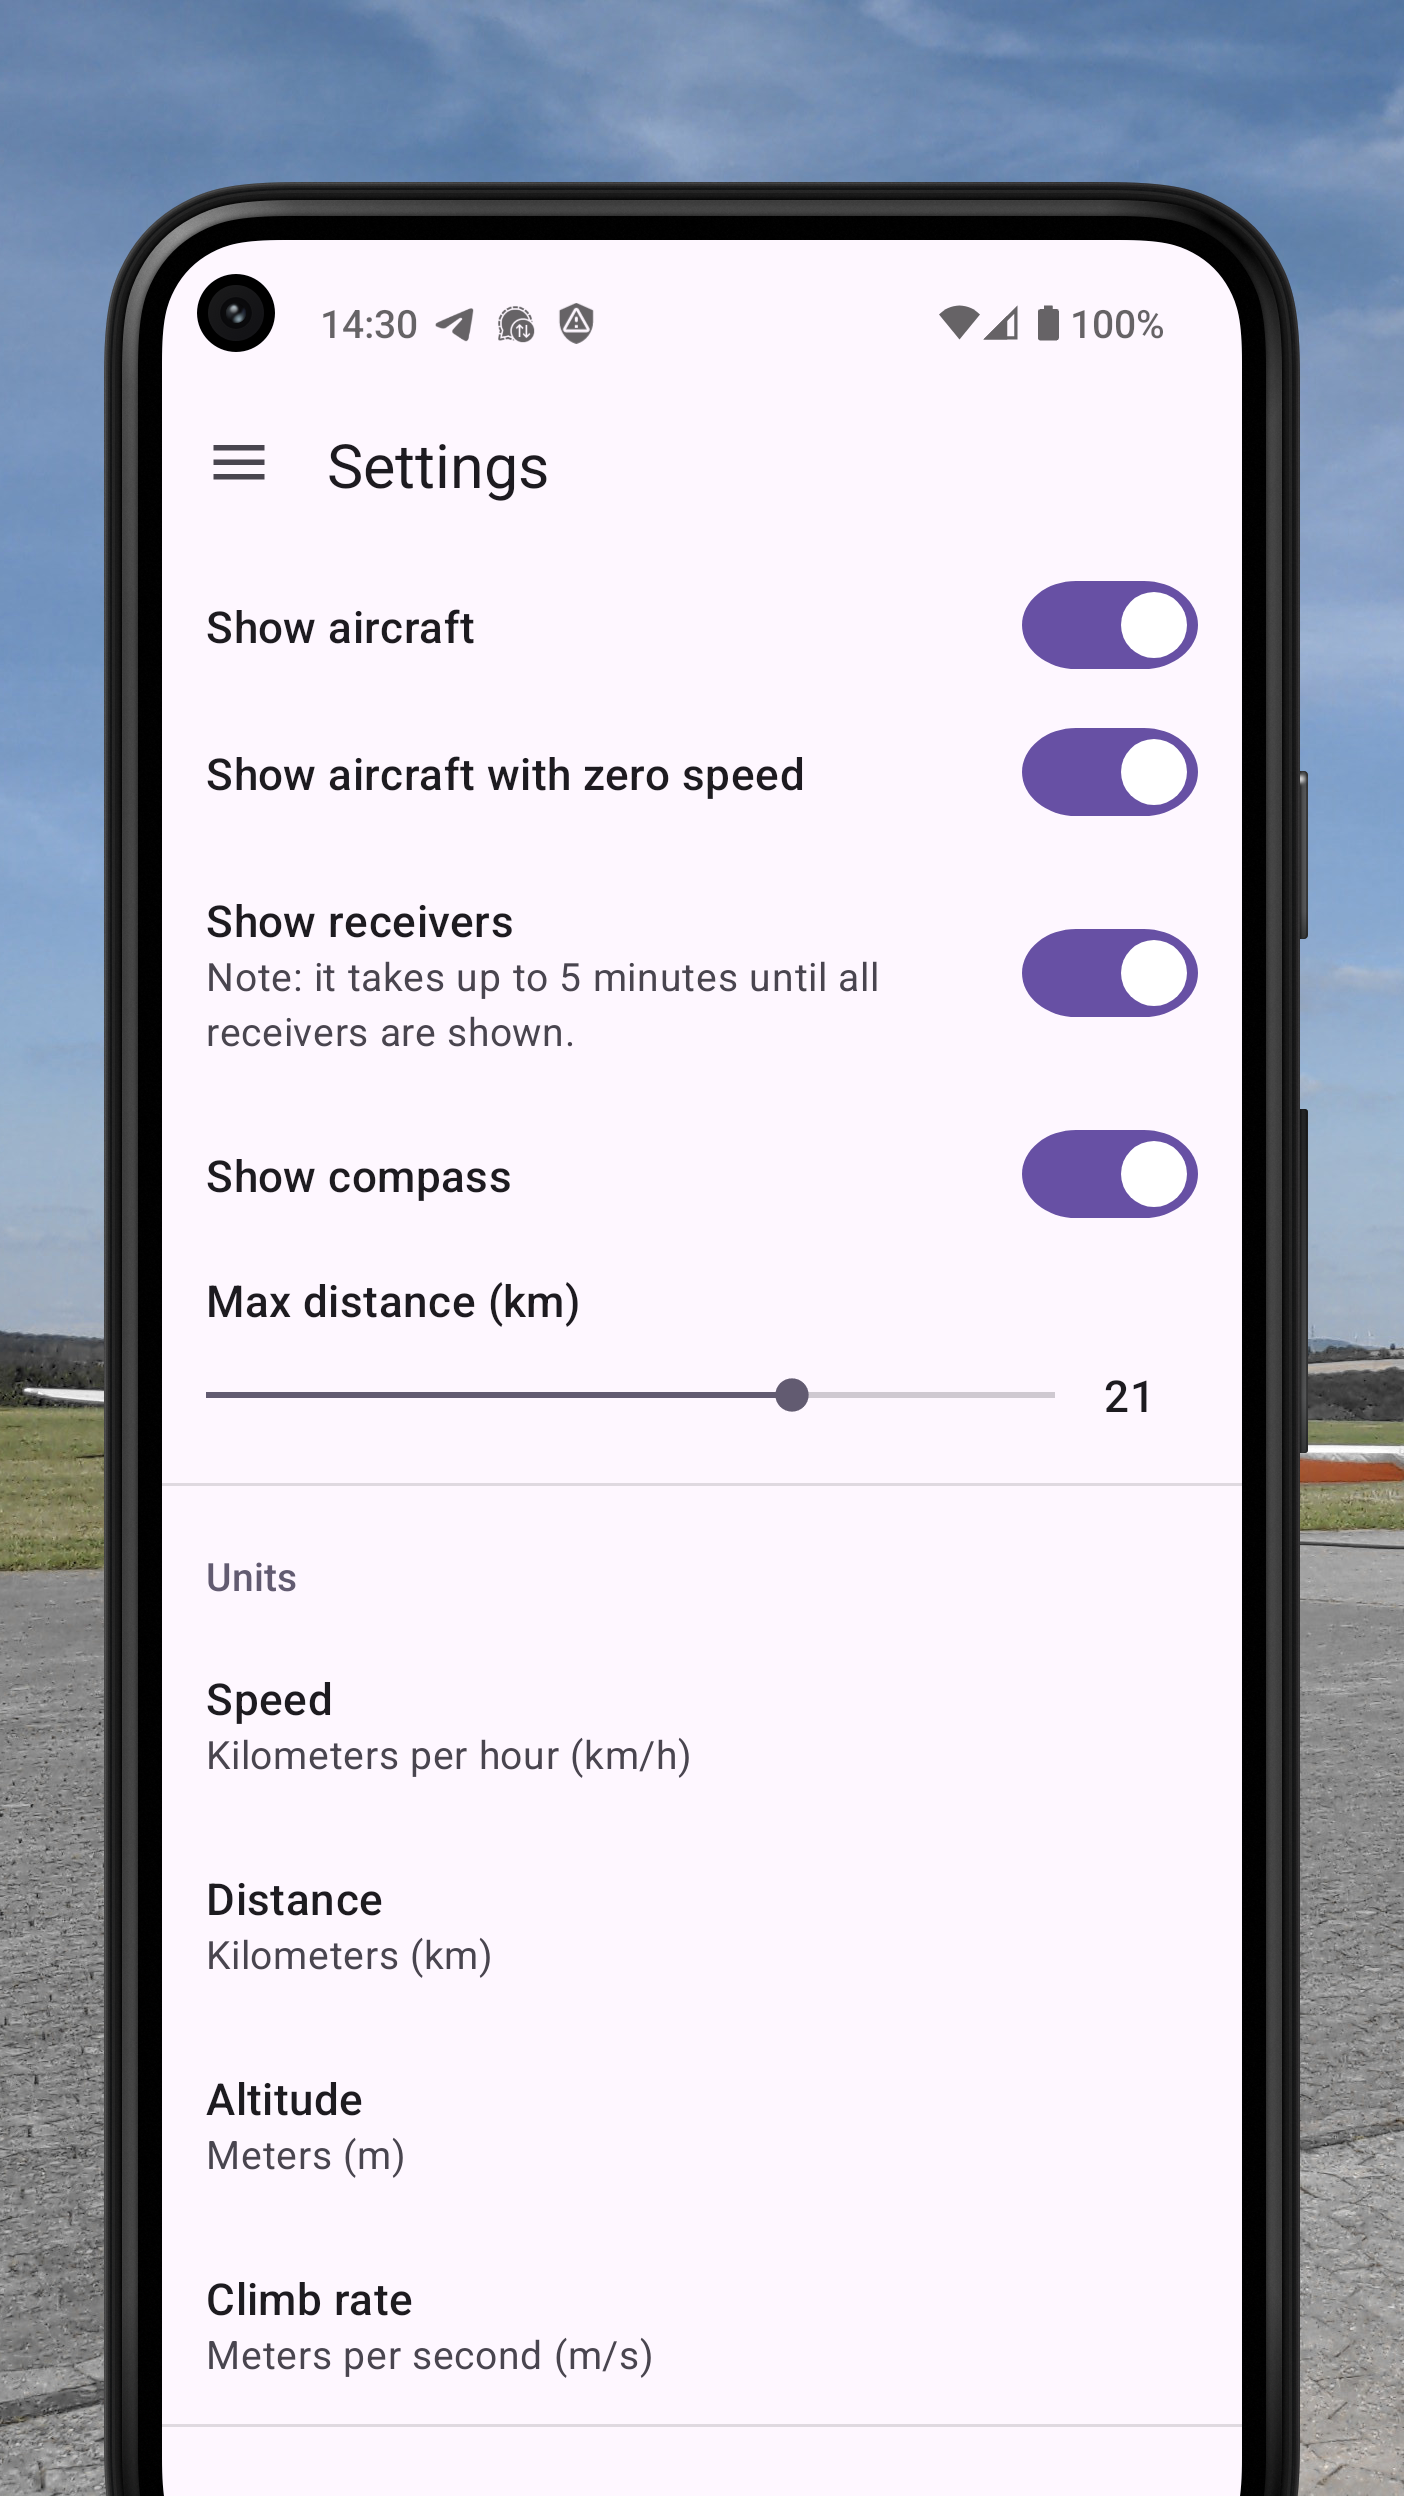 14:30
100%
Settings
Show aircraft
Show aircraft with zero speed
Show receivers
Note: it takes up to 5 minutes until all
receivers are shown.
Show compass
Max distance (km)
21
Units
Speed
Kilometers per hour (km/h)
Distance
Kilometers (km)
Altitude
Meters (m)
Climb rate
Meters per second (m/s)